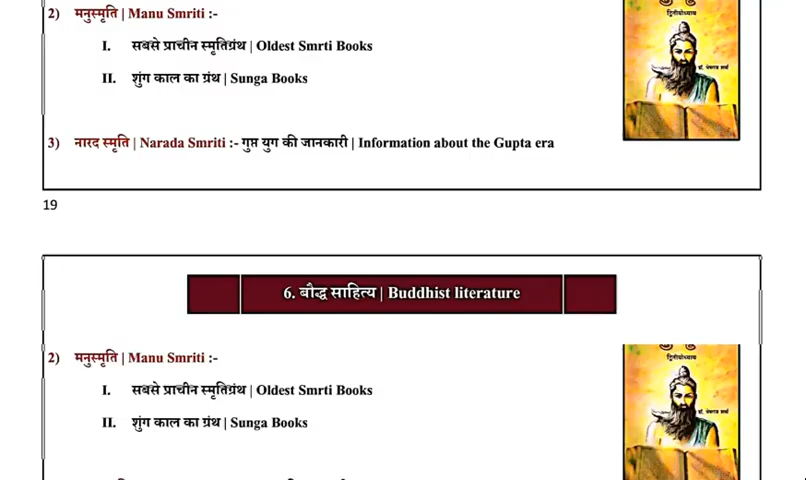 2) मनुस्मृति | Manu Smriti :-
I. सबसे प्राचीन स्मृतिग्रंथ | Oldest Smrti Books
II. शुंग काल का ग्रंथ | Sunga Books
द्वितीयोध्याय
3) नारद स्मृति | Narada Smriti :- गुप्त युग की जानकारी | Information about the Gupta era
19
6. बौद्ध साहित्य | Buddhist literature
2) मनुस्मृति | Manu Smriti :-
I. सबसे प्राचीन स्मृतिग्रंथ | Oldest Smrti Books
II. शुंग काल का ग्रंथ | Sunga Books
द्वितीयोध्याय